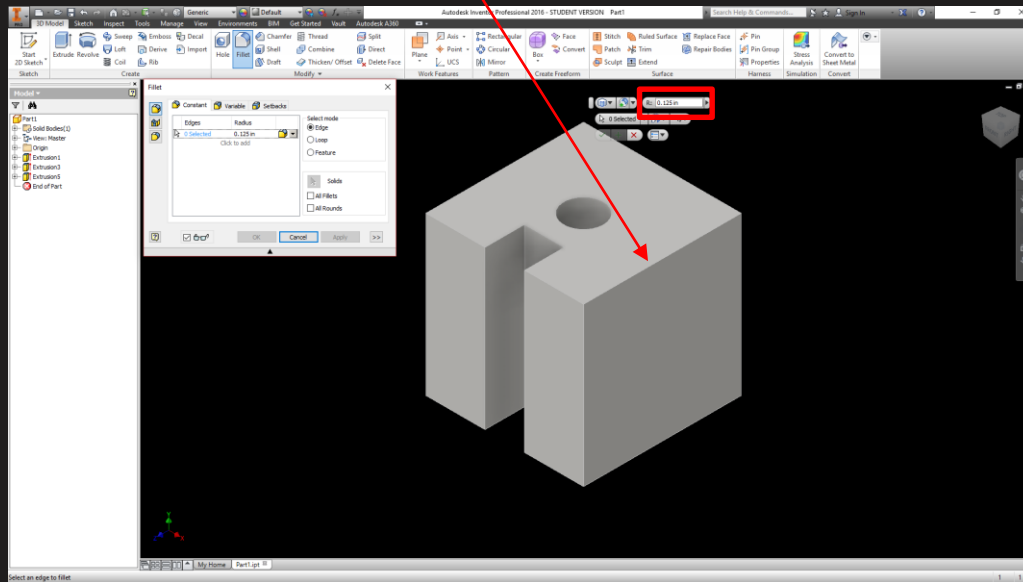 Generic
Default
Autodesk Inventor Professional 2016 - STUDENT VERSION Part1
Search Help & Commands...
Sign In
PRO
3D Model Sketch Inspect Tools Manage View Environments BIM Get Started Vault Autodesk A360
Start
2D Sketch
Extrude
Revolve
Sweep
Emboss
Decal
Loft
Derive
Import
Coil
Rib
Hole
Fillet
Chamfer
Thread
Split
Shell
Combine
Direct
Draft
Thicken/ Offset
Delete Face
Plane
Axis
Point
UCS
Rectangular
Circular
Mirror
Box
Face
Convert
Stitch
Ruled Surface
Replace Face
Patch
Trim
Repair Bodies
Sculpt
Extend
Pin
Pin Group
Properties
Stress
Analysis
Convert to
Sheet Metal
Sketch
Create
Modify
Work Features
Pattern
Create Freeform
Surface
Harness
Simulation
Convert
Model
Part1
Solid Bodies(1)
View: Master
Origin
Extrusion1
Extrusion3
Extrusion5
End of Part
Fillet
Constant
Variable
Setbacks
Edges
Radius
0 Selected
0.125 in
Click to add
Select mode
Edge
Loop
Feature
Solids
All Fillets
All Rounds
OK
Cancel
Apply
>>
R: 0.125 in
0 Selected
Y
My Home
Part1.ipt
Select an edge to fillet
1